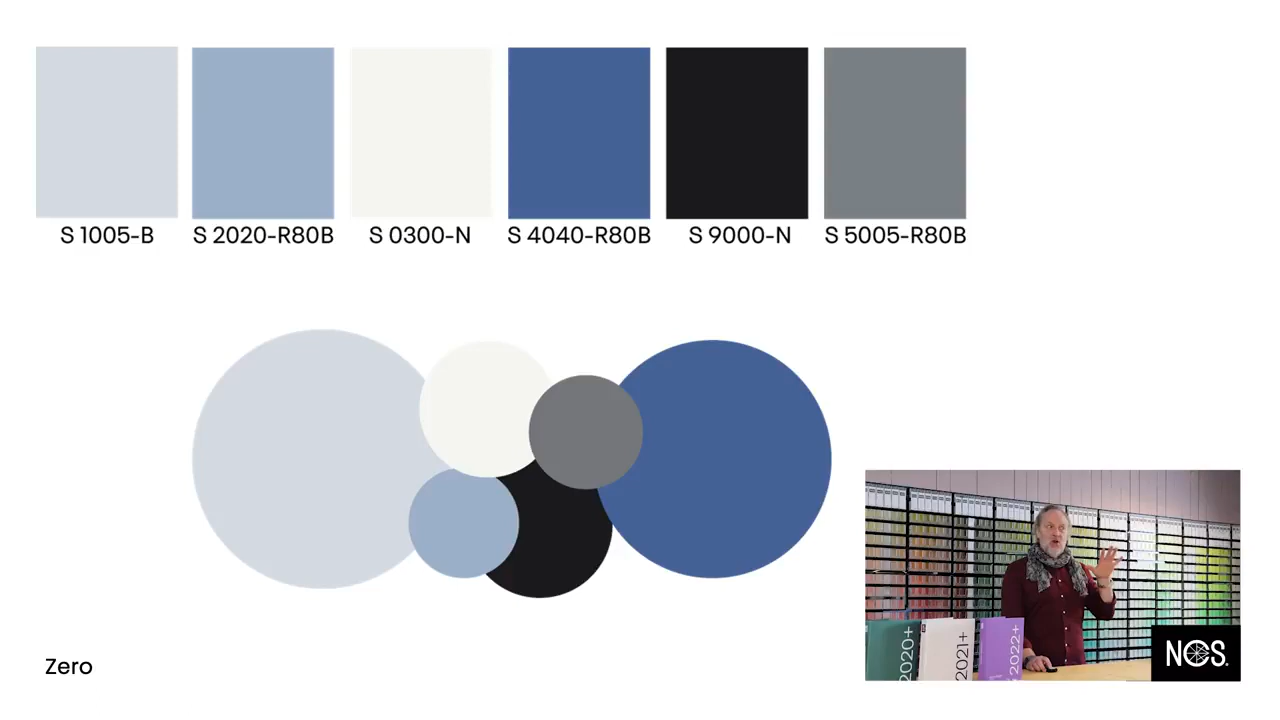 S 1005-B
S 2020-R80B
S 0300-N
S 4040-R80B
S 9000-N
S 5005-R80B
Zero
2020+
2021+
2022+
NCS